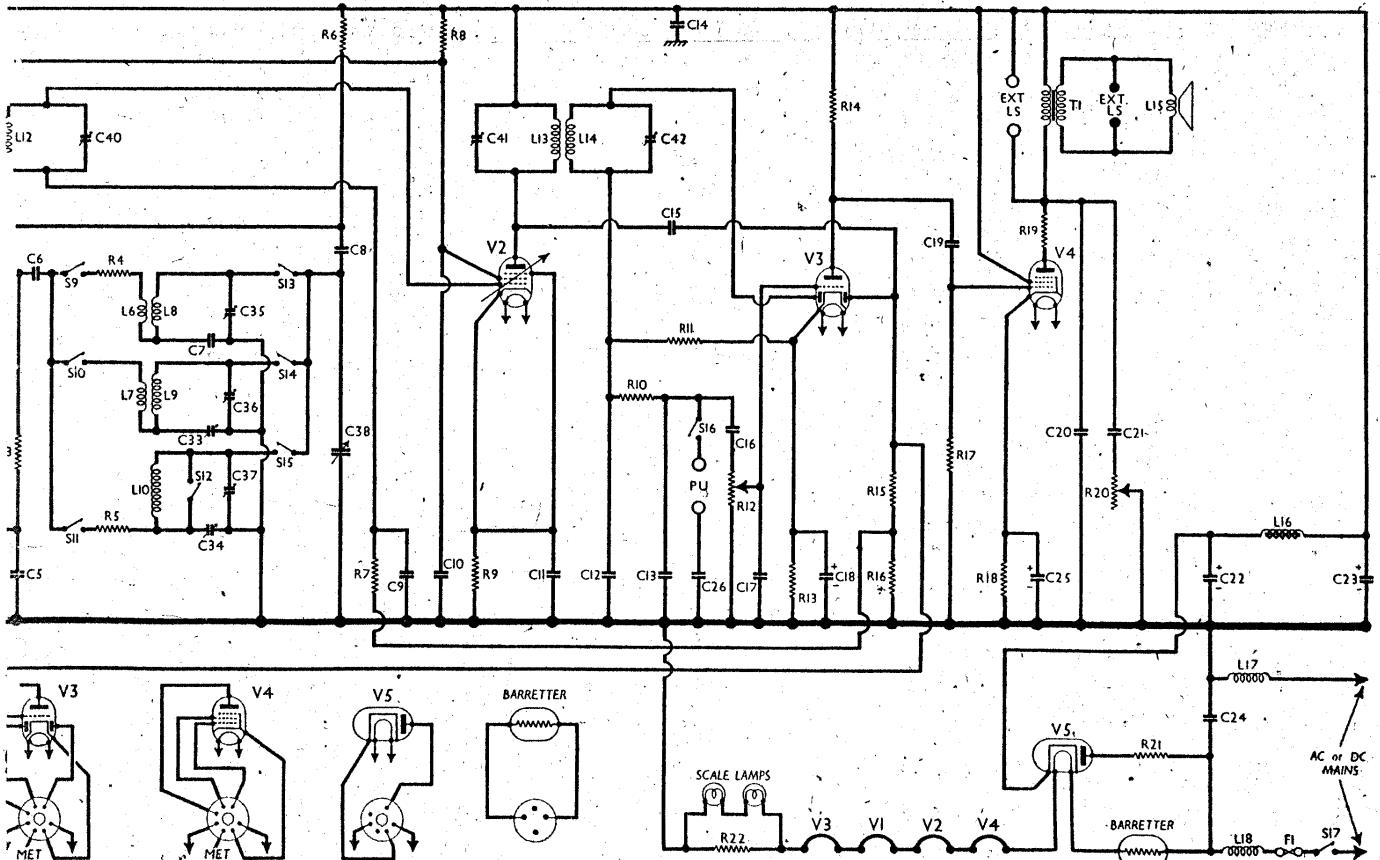 R6
R8
C14
L12
C40
C41
L13
L14
C42
R14
EXT
LS
T1
EXT
LS
L15
C15
C8
C6
S9
R4
S13
V2
V3
C19
R19
V4
L6
L8
C35
C7
S10
S14
L7
L9
C36
C33
C38
R11
R10
S16
C16
PU
R12
R17
C20
C21
S15
S12
C37
L10
R5
S11
C34
R15
R20
L16
C5
R7
C9
C10
R9
C11
C12
C13
C26
C17
R13
+
-
C18
R16
R18
+
-
C25
+
-
C22
C23
+
-
3
L17
C24
V3
V4
V5
BARRETTER
V5
R21
AC or DC
MAINS
SCALE LAMPS
R22
V3
V1
V2
V4
BARRETTER
L18
F1
S17
MET
MET